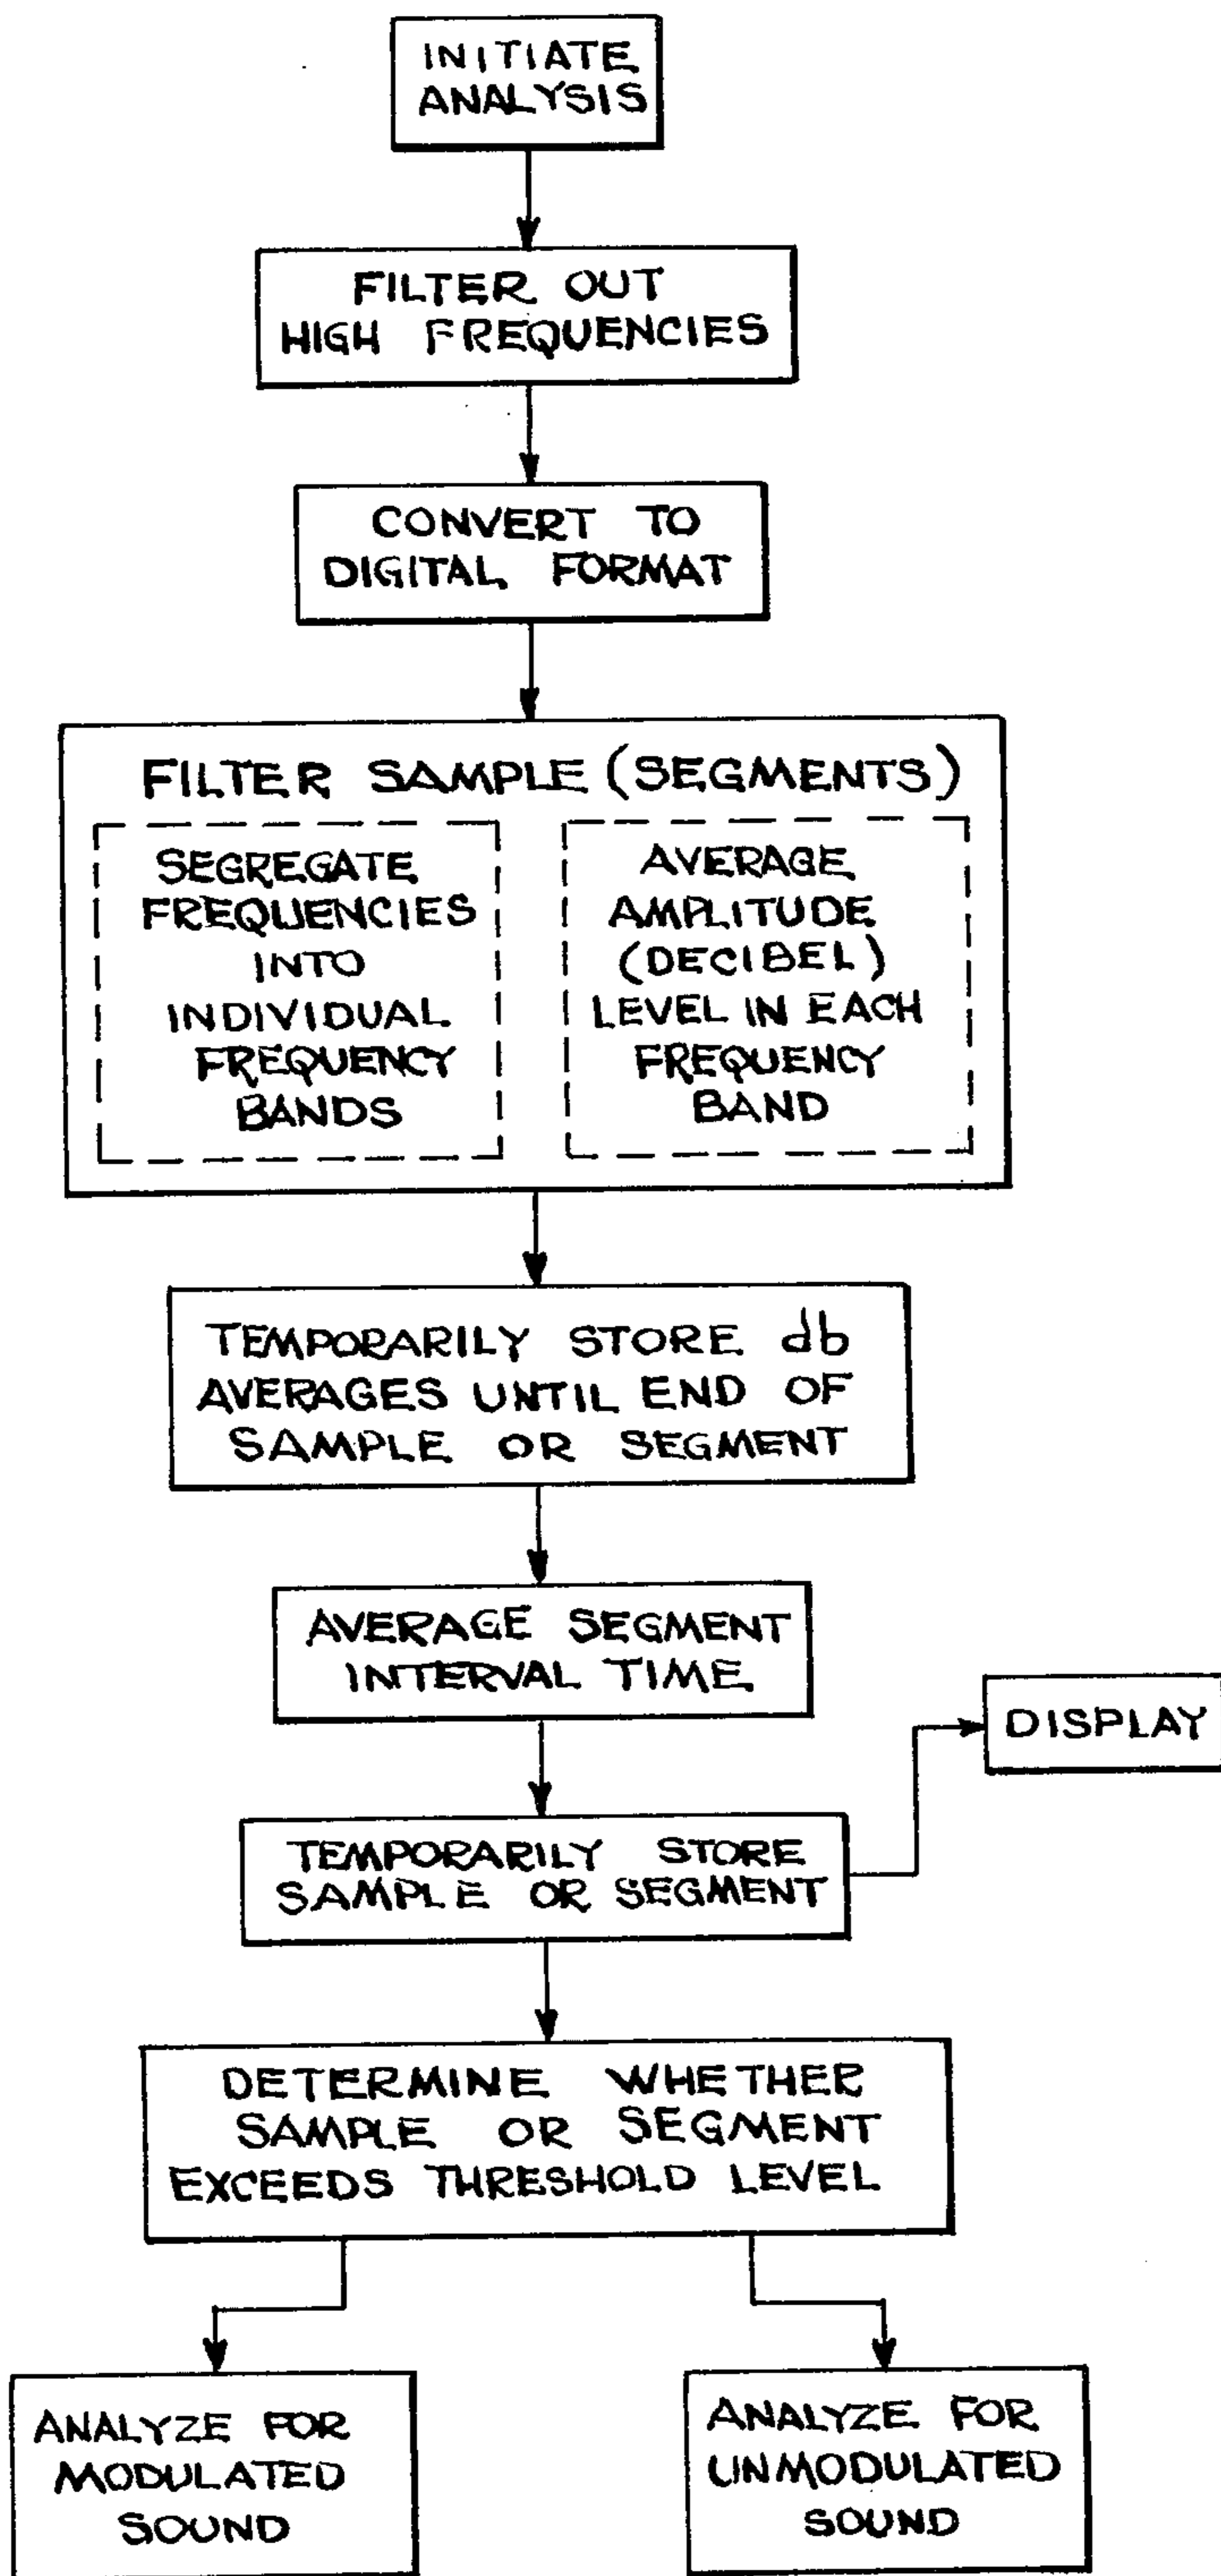 INITIATE
ANALYSIS
FILTER OUT
HIGH FREQUENCIES
CONVERT TO
DIGITAL FORMAT
FILTER SAMPLE (SEGMENTS)
SEGREGATE
FREQUENCIES
INTO
INDIVIDUAL
FREQUENCY
BANDS
AVERAGE
AMPLITUDE
(DECIBEL)
LEVEL IN EACH
FREQUENCY
BAND
TEMPORARILY STORE db
AVERAGES UNTIL END OF
SAMPLE OR SEGMENT
AVERAGE SEGMENT
INTERVAL TIME
DISPLAY
TEMPORARILY STORE
SAMPLE OR SEGMENT
DETERMINE WHETHER
SAMPLE OR SEGMENT
EXCEEDS THRESHOLD LEVEL
ANALYZE FOR
MODULATED
SOUND
ANALYZE FOR
UNMODULATED
SOUND